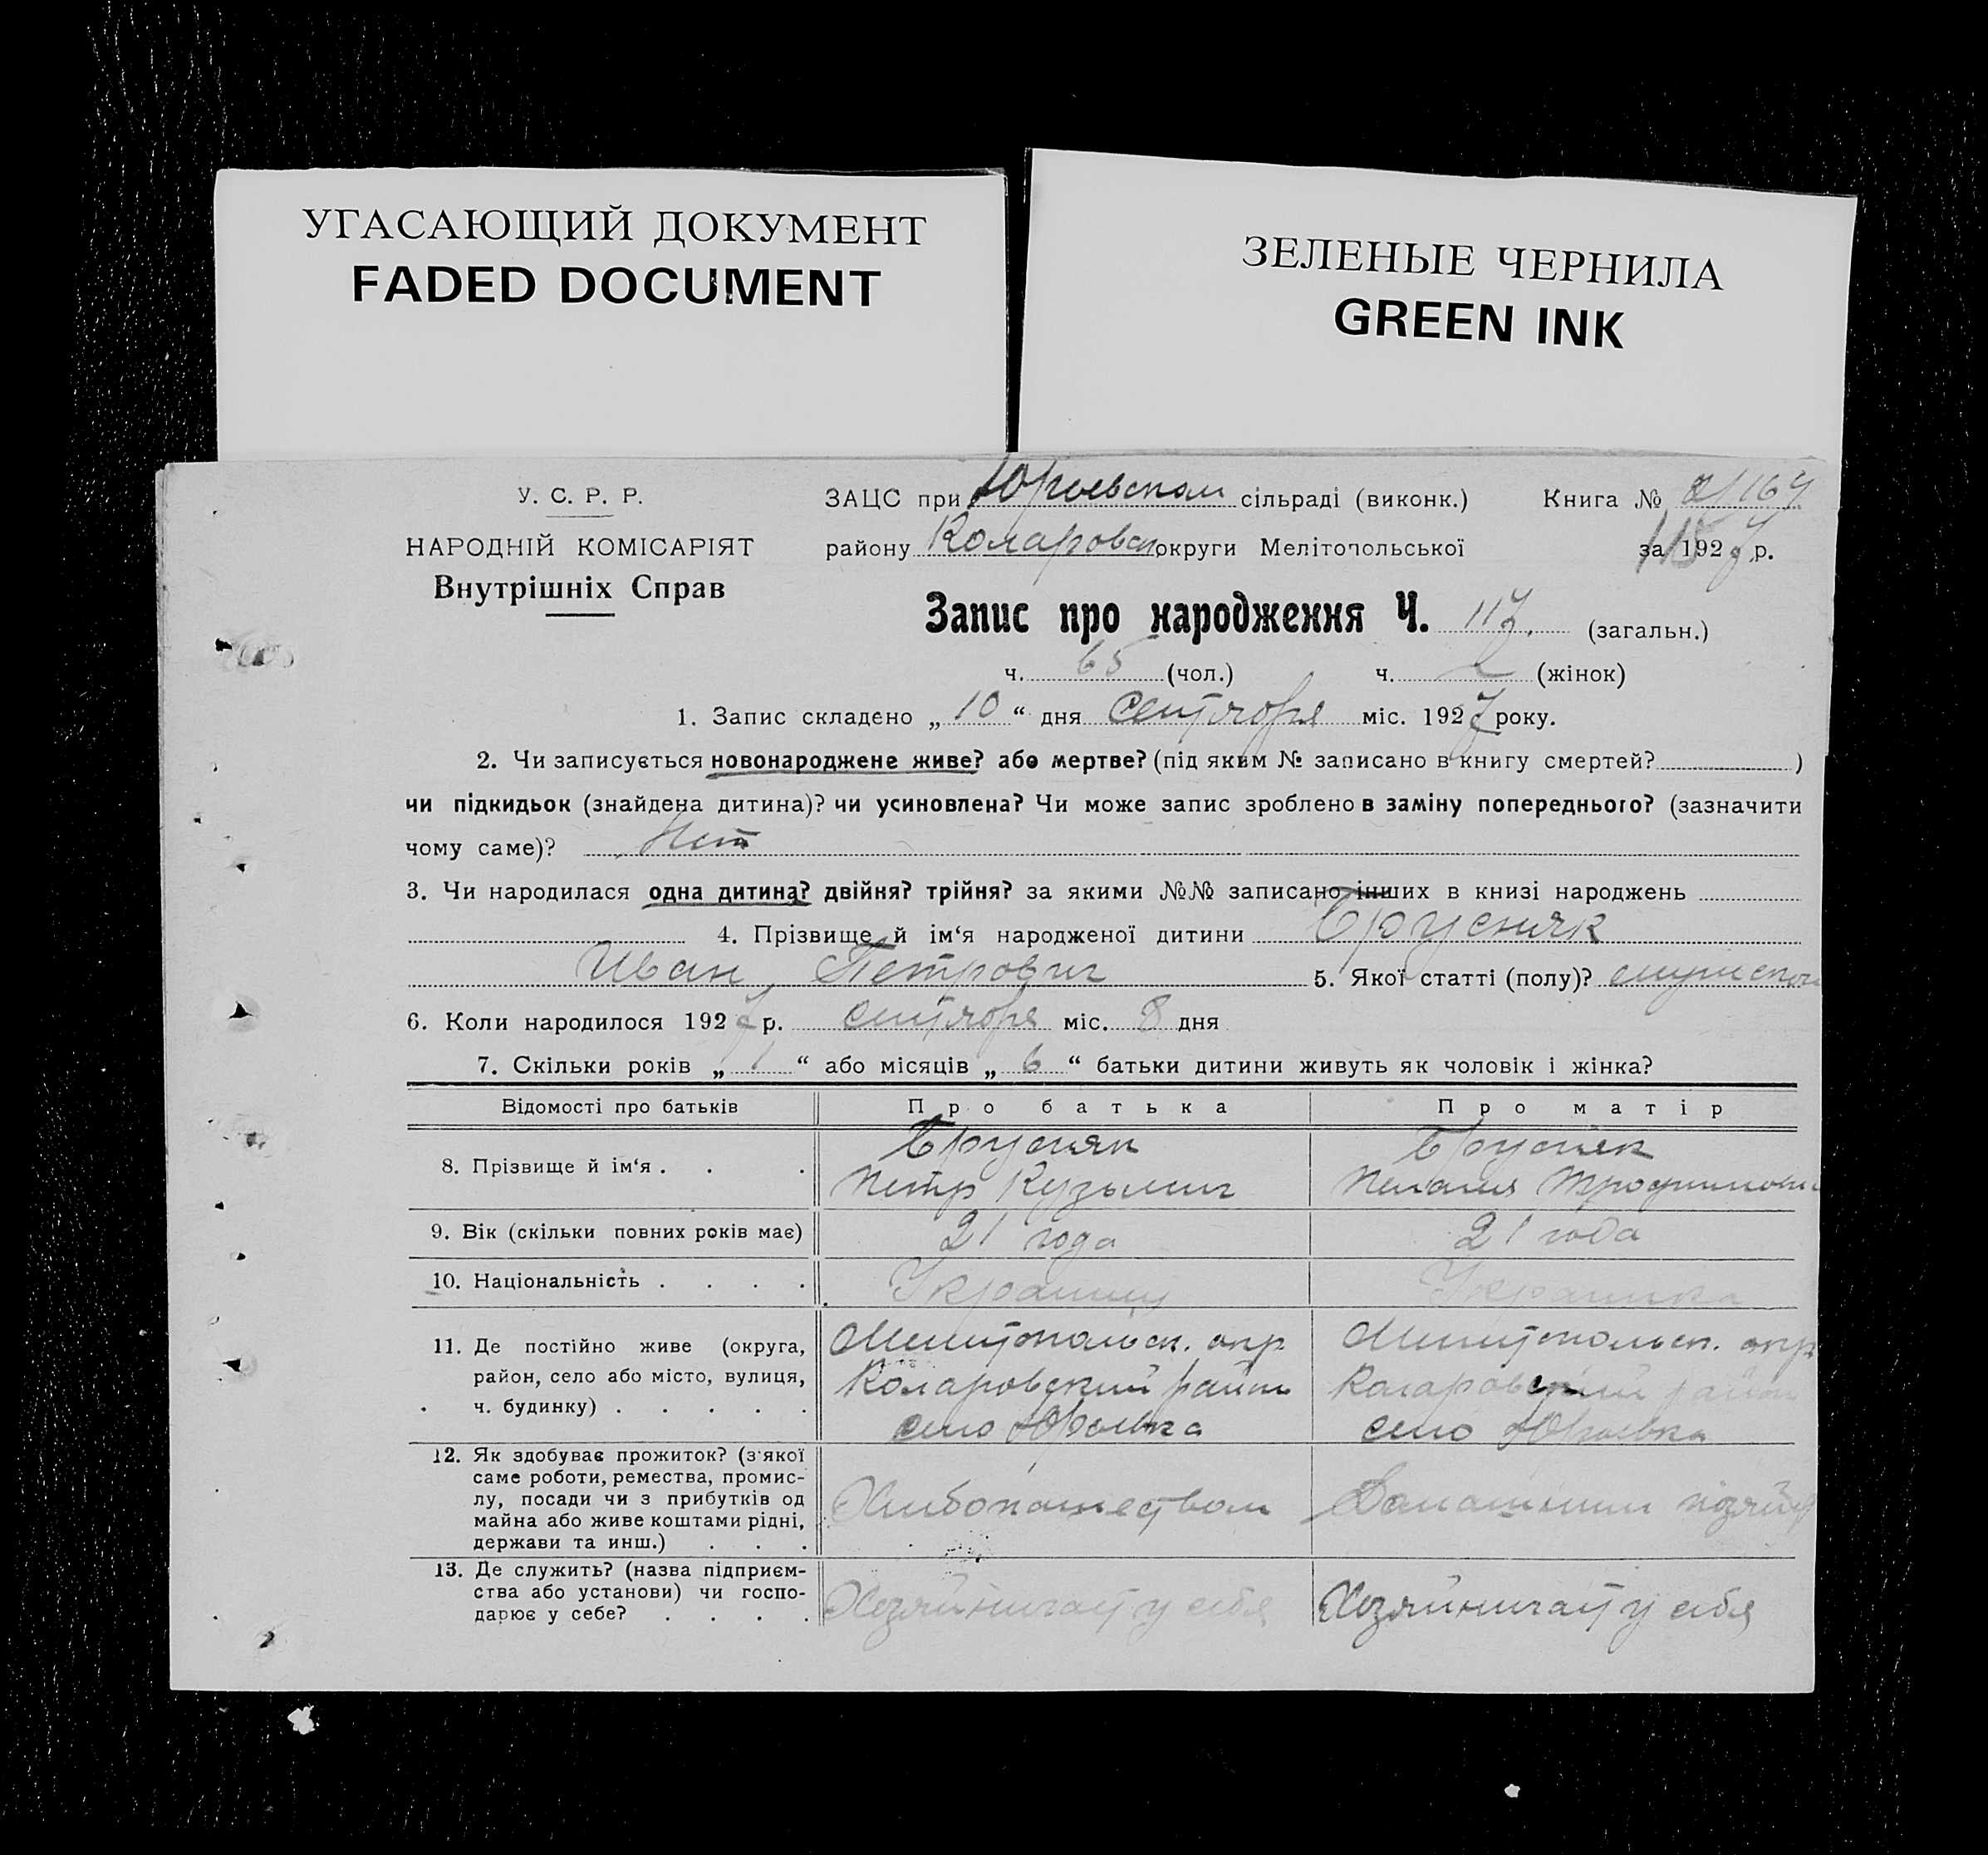 УГАСАЮЩИЙ ДОКУМЕНТ
FADED DOCUMENT
ЗЕЛЕНЫЕ ЧЕРНИЛА
GREEN INK
У. С. Р. Р.
НАРОДНІЙ КОМІСАРІЯТ
Внутрішніх Справ
ЗАЦС при Юрьевском сільраді (виконк.) Книга №
району Коларовск округи Мелітопольської за 1927 р.
Запис про народження Ч. 117. (загальн.)
ч. 65 (чол.) ч. (жінок)
1. Запис складено „ 10 “ дня Сентября міс. 1927 року.
2. Чи записується новонароджене живе? або мертве? (під яким № записано в книгу смертей? )
чи підкидьок (знайдена дитина)? чи усиновлена? Чи може запис зроблено в заміну попереднього? (зазначити
чому саме)? Нет
3. Чи народилася одна дитина? двійня? трійня? за якими №№ записано інших в книзі народжень
4. Прізвище й ім‘я народженої дитини Брусняк
Иван Петрович 5. Якої статті (полу)?
6. Коли народилося 1927 р. сентября міс. 8 дня
7. Скільки років „ 1 “ або місяців „ 6 “ батьки дитини живуть як чоловік і жінка?
Відомості про батьків Про батька Про матір
8. Прізвище й ім‘я . . . Брусняк Брусняк
Петр Кузьмич Пелагия Трофимовн
9. Вік (скільки повних років має) 21 года 21 года
10. Національність . . . . Украинец Украинка
11. Де постійно живе (округа, Мелитопольск. окр Мелитопольск. окр
район, село або місто, вулиця, Коларовский район Коларовский район
ч. будинку) . . . . . село Юрьевка село Юрьевка
12. Як здобуває прожиток? (з якої
саме роботи, ремества, промис-
лу, посади чи з прибутків од Хлебопашеством Домашним
майна або живе коштами рідні,
держави та инш.) . . .
13. Де служить? (назва підприєм-
ства або установи) чи госпо- Хозяйничает у себя Хозяйничает у себя
дарює у себе? . . . .